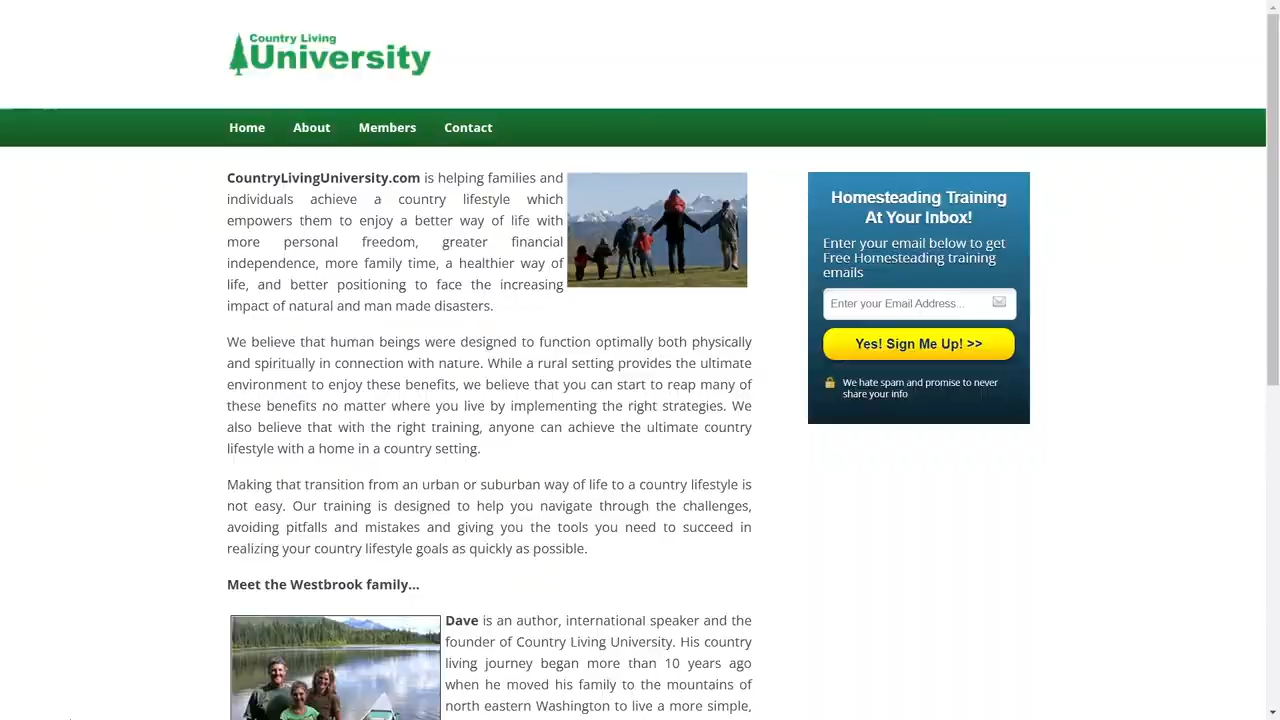 Country Living
University
Home
About
Members
Contact
CountryLivingUniversity.com is helping families and
individuals achieve a country lifestyle which
empowers them to enjoy a better way of life with
more personal freedom, greater financial
independence, more family time, a healthier way of
life, and better positioning to face the increasing
impact of natural and man made disasters.
We believe that human beings were designed to function optimally both physically
and spiritually in connection with nature. While a rural setting provides the ultimate
environment to enjoy these benefits, we believe that you can start to reap many of
these benefits no matter where you live by implementing the right strategies. We
also believe that with the right training, anyone can achieve the ultimate country
lifestyle with a home in a country setting.
Making that transition from an urban or suburban way of life to a country lifestyle is
not easy. Our training is designed to help you navigate through the challenges,
avoiding pitfalls and mistakes and giving you the tools you need to succeed in
realizing your country lifestyle goals as quickly as possible.
Meet the Westbrook family...
Dave is an author, international speaker and the
founder of Country Living University. His country
living journey began more than 10 years ago
when he moved his family to the mountains of
north eastern Washington to live a more simple,
Homesteading Training
At Your Inbox!
Enter your email below to get
Free Homesteading training
emails
Enter your Email Address...
Yes! Sign Me Up! >>
We hate spam and promise to never
share your info